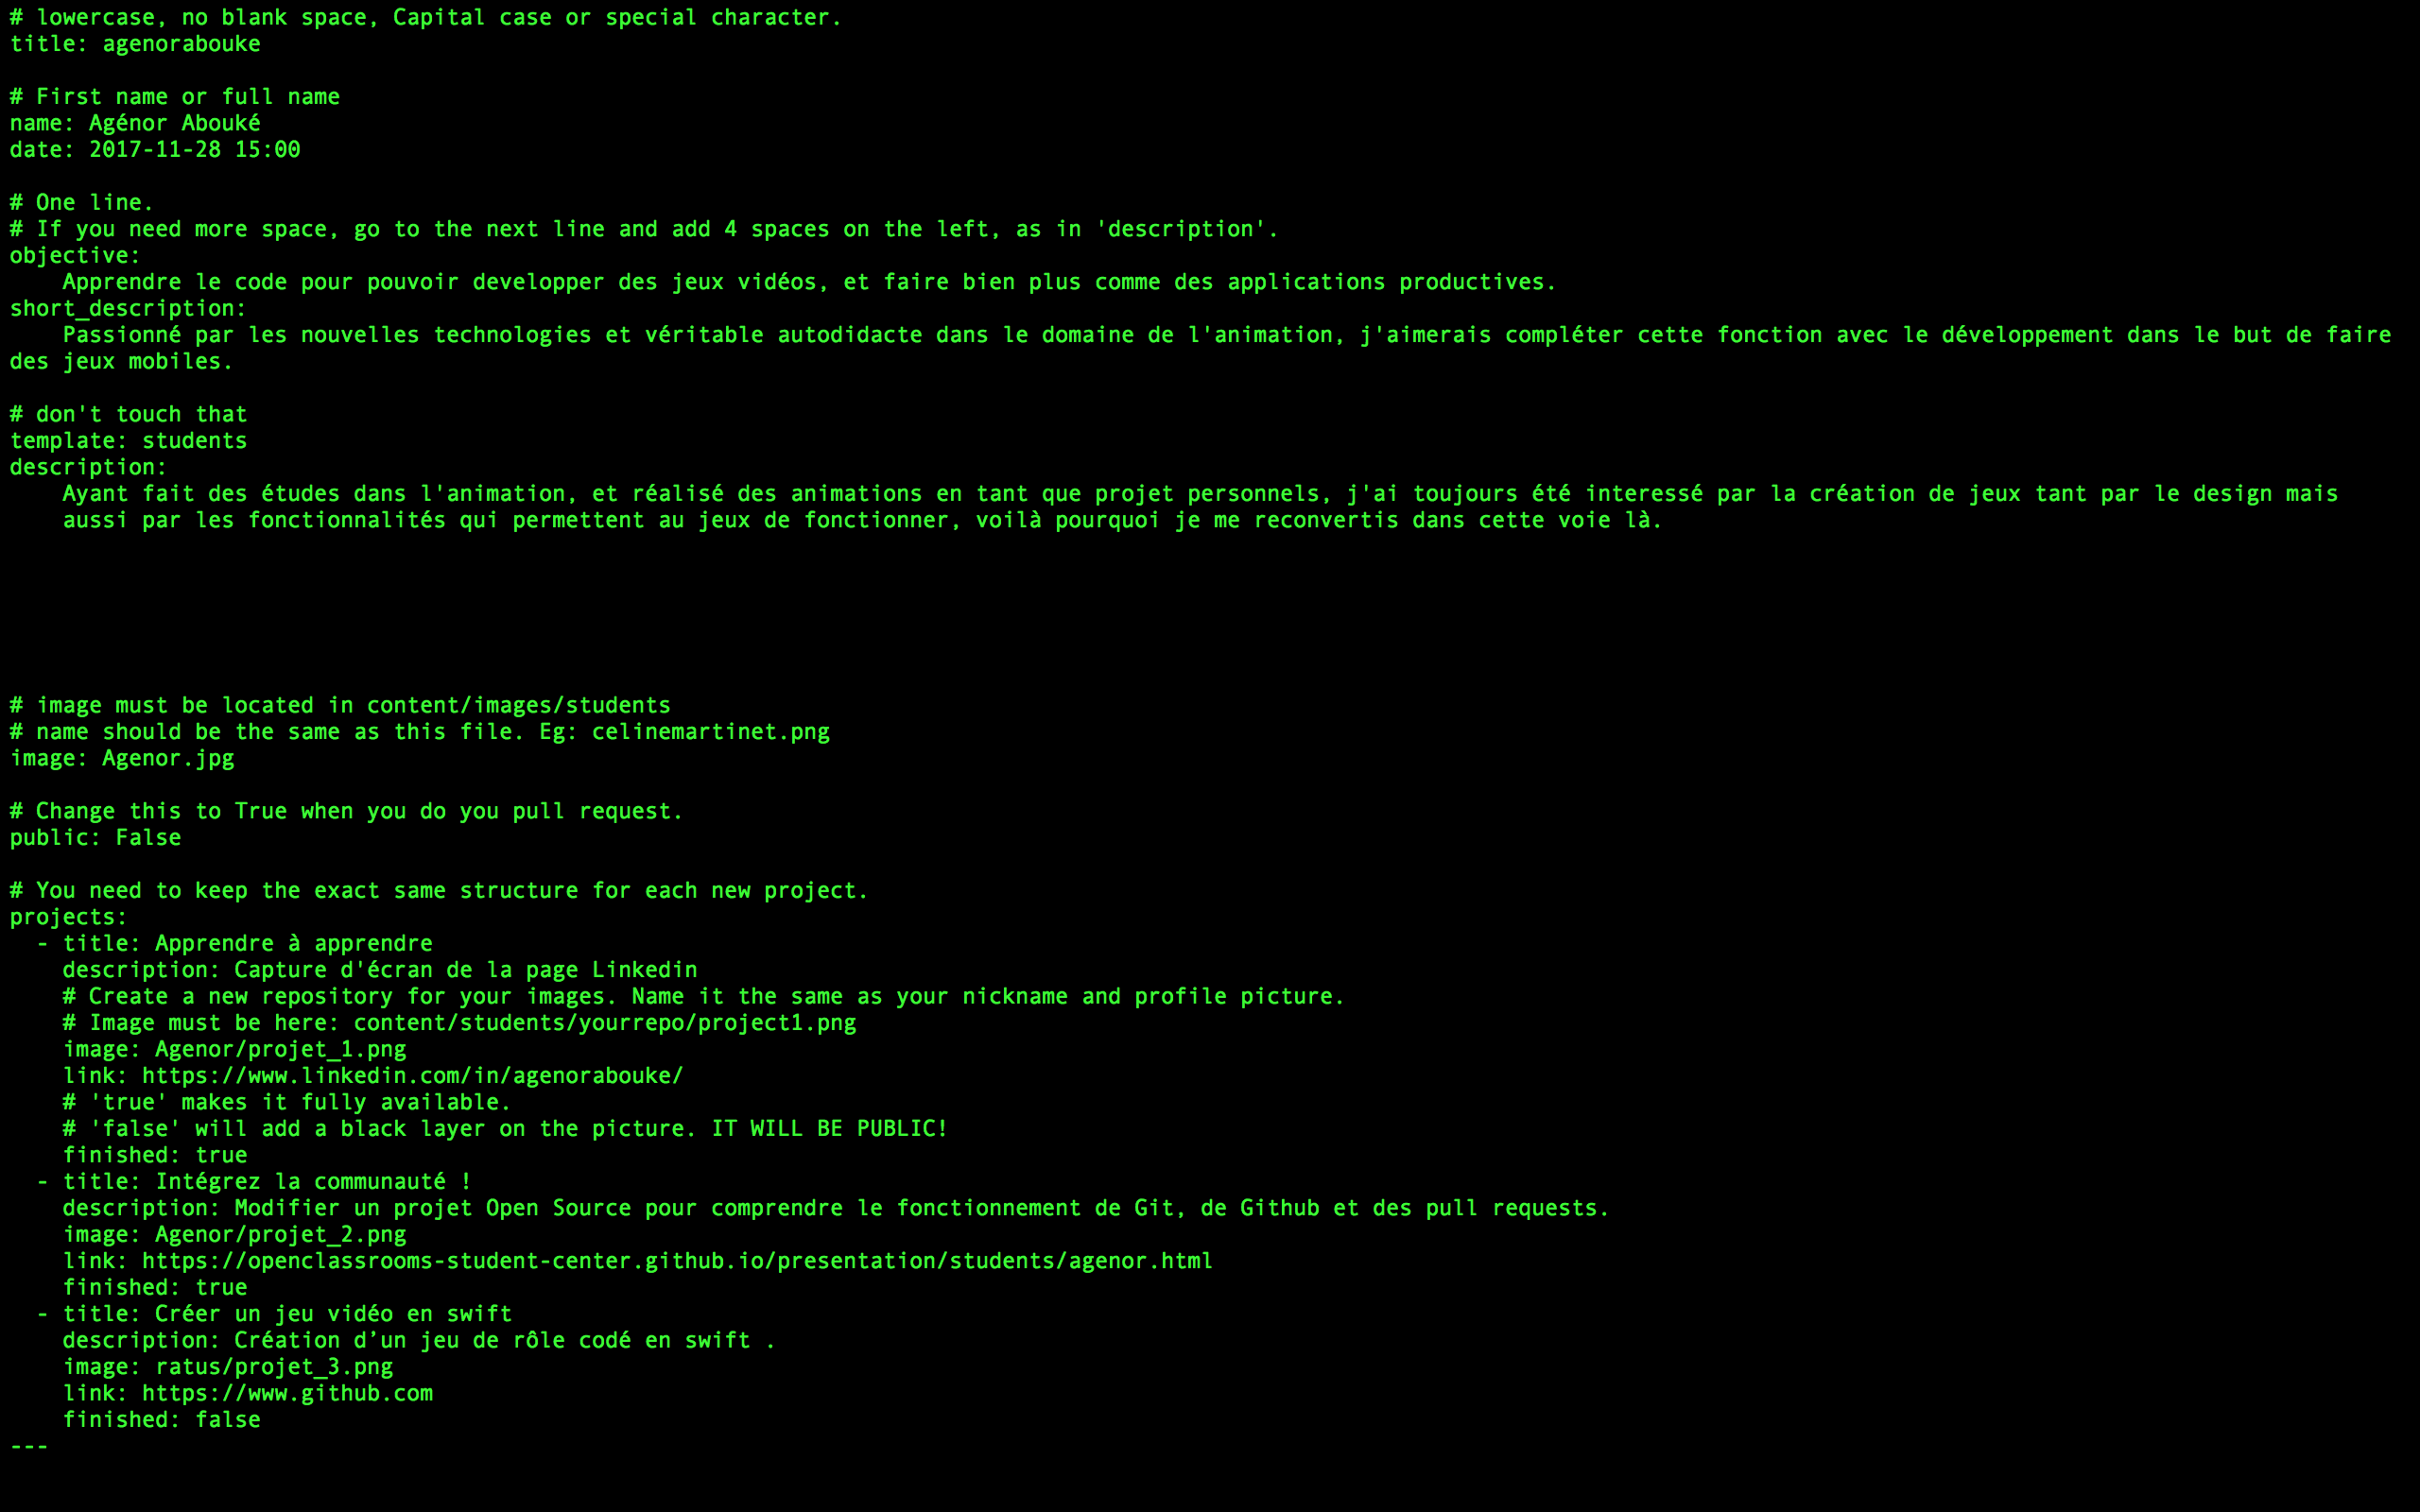 # lowercase, no blank space, Capital case or special character.
title: agenorabouke
# First name or full name
name: Agénor Abouké
date: 2017-11-28 15:00
# One line.
# If you need more space, go to the next line and add 4 spaces on the left, as in 'description'.
objective:
    Apprendre le code pour pouvoir developper des jeux vidéos, et faire bien plus comme des applications productives.
short_description:
    Passionné par les nouvelles technologies et véritable autodidacte dans le domaine de l'animation, j'aimerais compléter cette fonction avec le développement dans le but de faire
des jeux mobiles.
# don't touch that
template: students
description:
    Ayant fait des études dans l'animation, et réalisé des animations en tant que projet personnels, j'ai toujours été interessé par la création de jeux tant par le design mais
    aussi par les fonctionnalités qui permettent au jeux de fonctionner, voilà pourquoi je me reconvertis dans cette voie là.
# image must be located in content/images/students
# name should be the same as this file. Eg: celinemartinet.png
image: Agenor.jpg
# Change this to True when you do you pull request.
public: False
# You need to keep the exact same structure for each new project.
projects:
  - title: Apprendre à apprendre
    description: Capture d'écran de la page Linkedin
    # Create a new repository for your images. Name it the same as your nickname and profile picture.
    # Image must be here: content/students/yourrepo/project1.png
    image: Agenor/projet_1.png
    link: https://www.linkedin.com/in/agenorabouke/
    # 'true' makes it fully available.
    # 'false' will add a black layer on the picture. IT WILL BE PUBLIC!
    finished: true
  - title: Intégrez la communauté !
    description: Modifier un projet Open Source pour comprendre le fonctionnement de Git, de Github et des pull requests.
    image: Agenor/projet_2.png
    link: https://openclassrooms-student-center.github.io/presentation/students/agenor.html
    finished: true
  - title: Créer un jeu vidéo en swift
    description: Création d’un jeu de rôle codé en swift .
    image: ratus/projet_3.png
    link: https://www.github.com
    finished: false
---